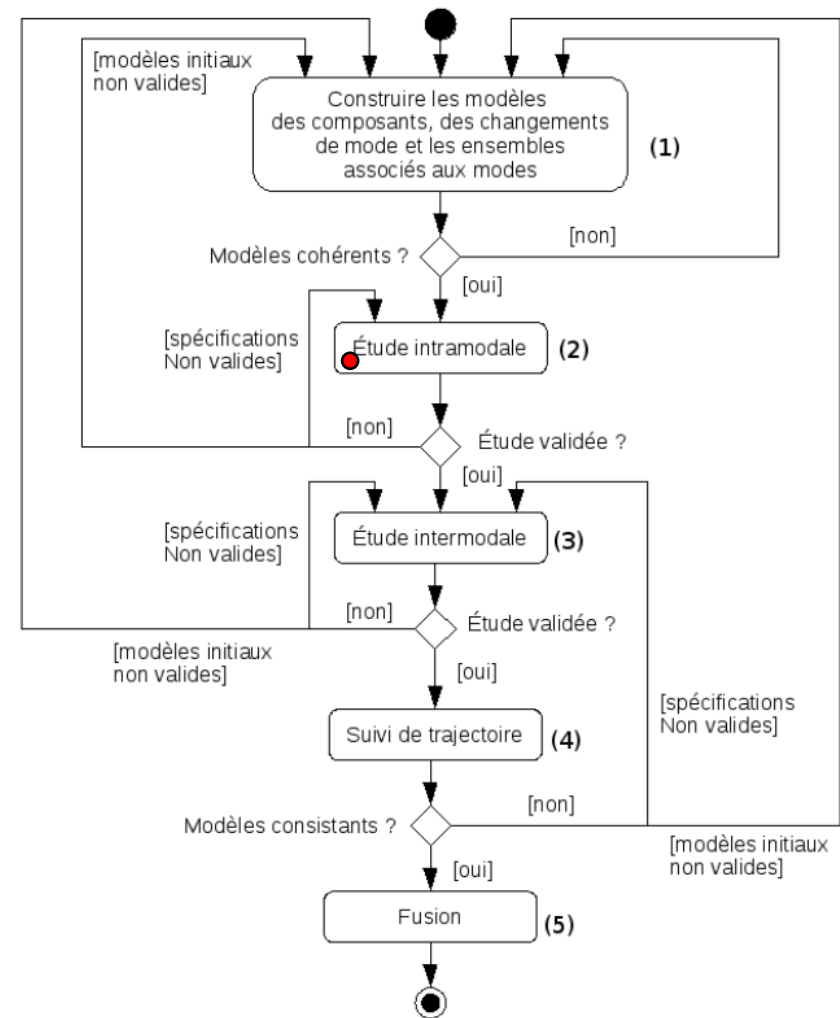 [modèles initiaux
non valides]
Construire les modèles
des composants, des changements
de mode et les ensembles
associés aux modes
(1)
[non]
Modèles cohérents ?
[oui]
[spécifications
Non valides]
Étude intramodale
(2)
[non]
Étude validée ?
[oui]
[spécifications
Non valides]
Étude intermodale
(3)
[non]
Étude validée ?
[modèles initiaux
non valides]
[oui]
[spécifications
Non valides]
Suivi de trajectoire
(4)
[non]
Modèles consistants ?
[modèles initiaux
non valides]
[oui]
Fusion
(5)